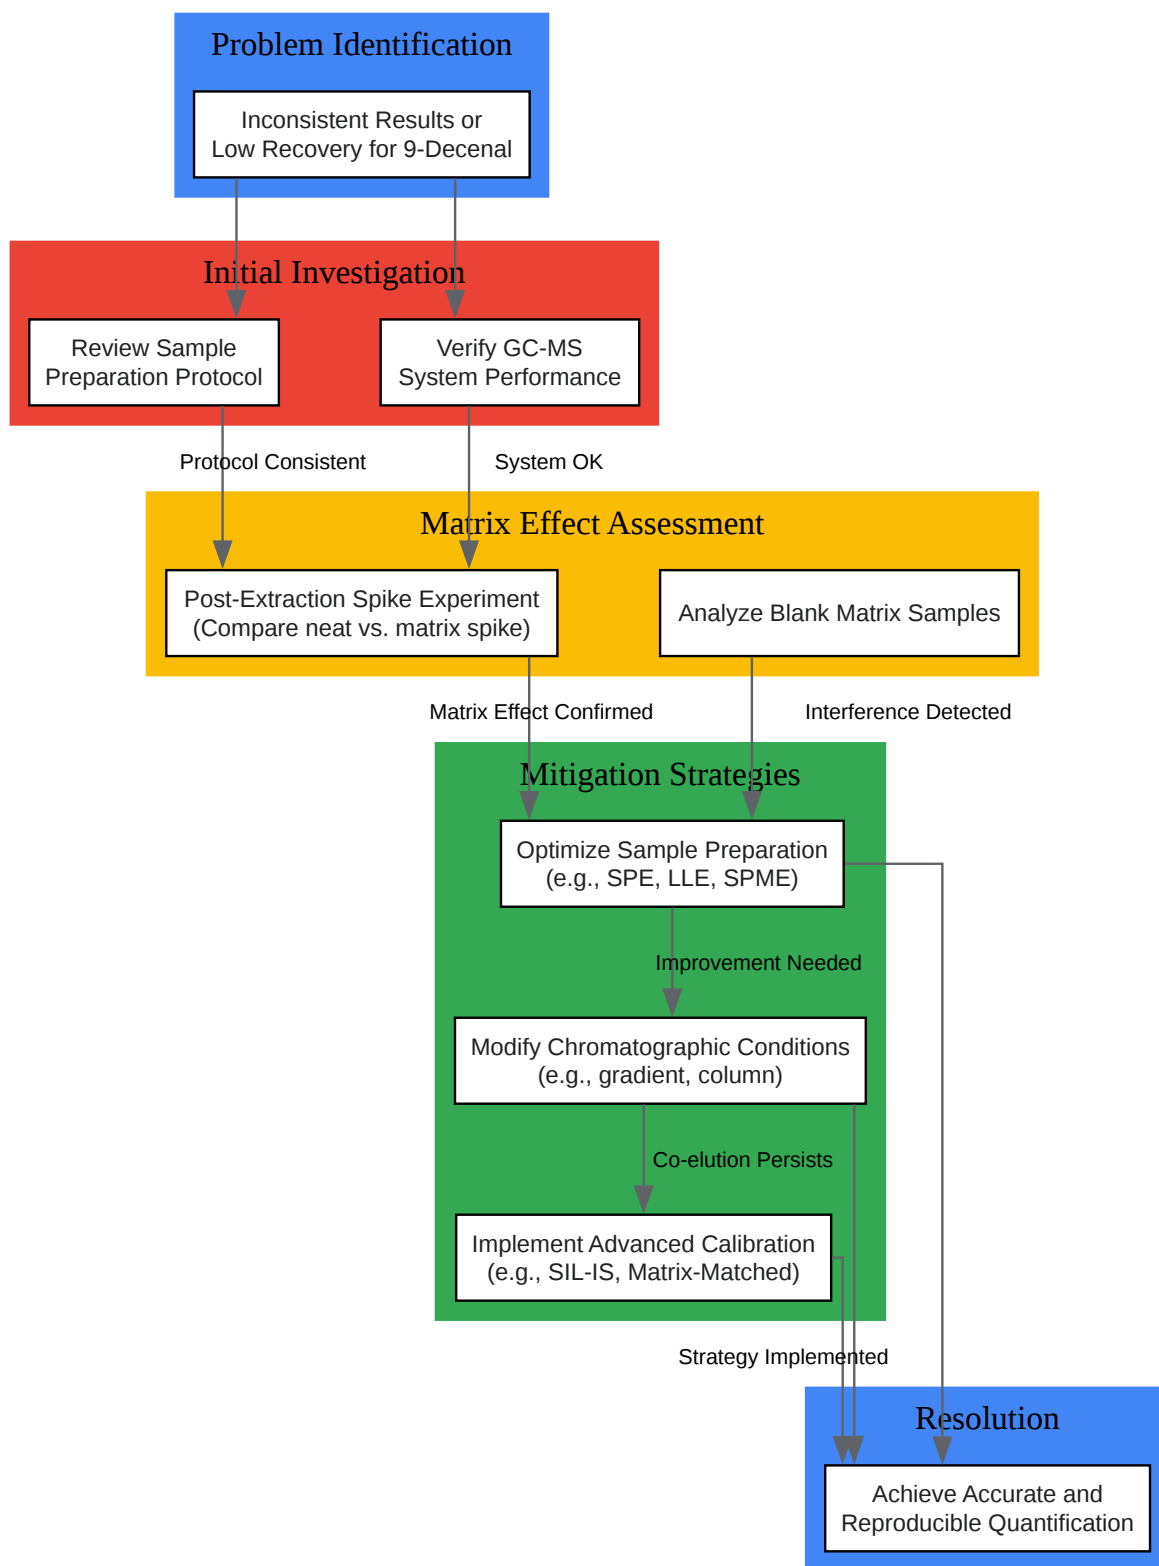 Problem Identification
Inconsistent Results or
Low Recovery for 9-Decenal
Initial Investigation
Review Sample
Preparation Protocol
Verify GC-MS
System Performance
Protocol Consistent
System OK
Matrix Effect Assessment
Post-Extraction Spike Experiment
(Compare neat vs. matrix spike)
Analyze Blank Matrix Samples
Matrix Effect Confirmed
Interference Detected
Mitigation Strategies
Optimize Sample Preparation
(e.g., SPE, LLE, SPME)
Improvement Needed
Modify Chromatographic Conditions
(e.g., gradient, column)
Co-elution Persists
Implement Advanced Calibration
(e.g., SIL-IS, Matrix-Matched)
Strategy Implemented
Resolution
Achieve Accurate and
Reproducible Quantification